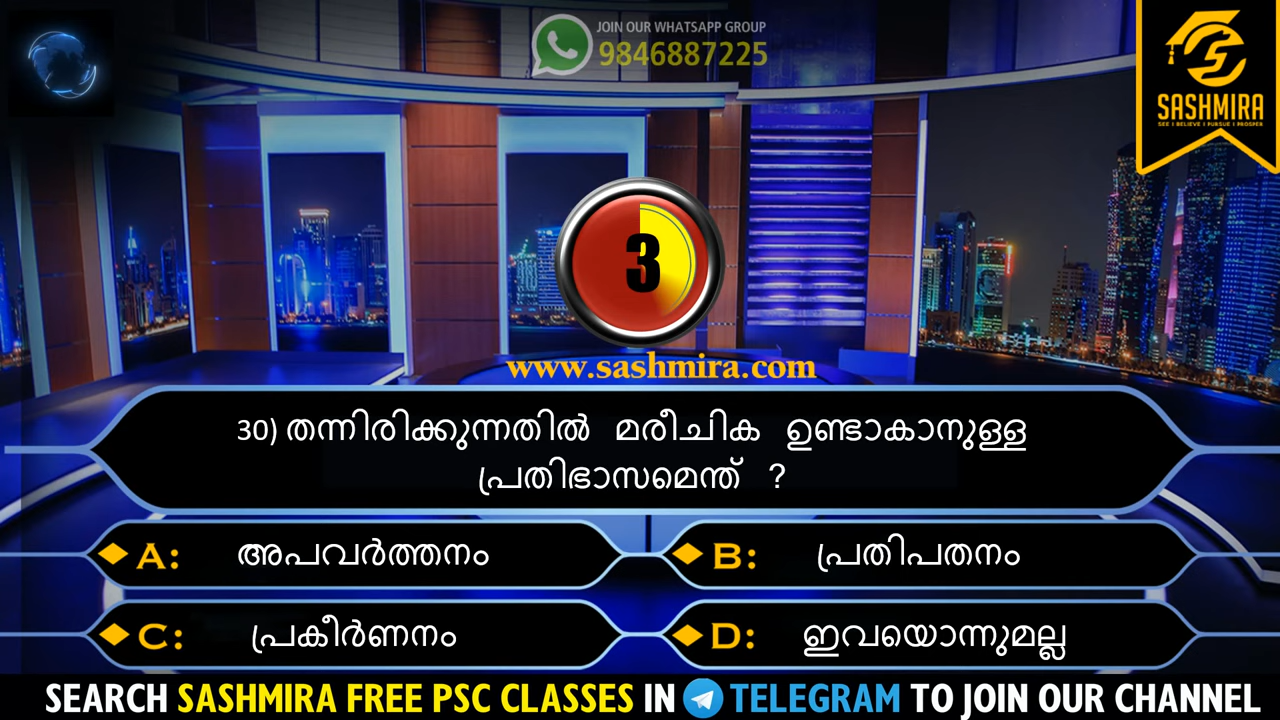 JOIN OUR WHATSAPP GROUP
9846887225
SASHMIRA
SEE I BELIEVE I PURSUE I PROSPER
3
www.sashmira.com
30) തന്നിരിക്കുന്നതിൽ മരീചിക ഉണ്ടാകാനുള്ള
പ്രതിഭാസമെന്ത് ?
A: അപവർത്തനം
B: പ്രതിപതനം
C: പ്രകീർണനം
D: ഇവയൊന്നുമല്ല
SEARCH SASHMIRA FREE PSC CLASSES IN TELEGRAM TO JOIN OUR CHANNEL